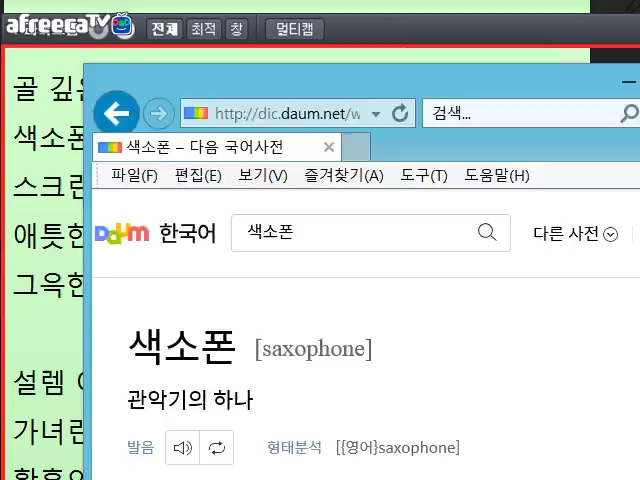 afreecaTV
전체 최적 창 멀티캠
골 깊은
색소폰
스크린
애틋한
그윽한
설렘
가녀린
황혼의
http://dic.daum.net/w
검색...
색소폰 – 다음 국어사전
파일(F) 편집(E) 보기(V) 즐겨찾기(A) 도구(T) 도움말(H)
Daum 한국어 색소폰 다른 사전
색소폰 [saxophone]
관악기의 하나
발음 형태분석 [{영어}saxophone]